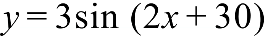 y = 3sin (2x + 30)